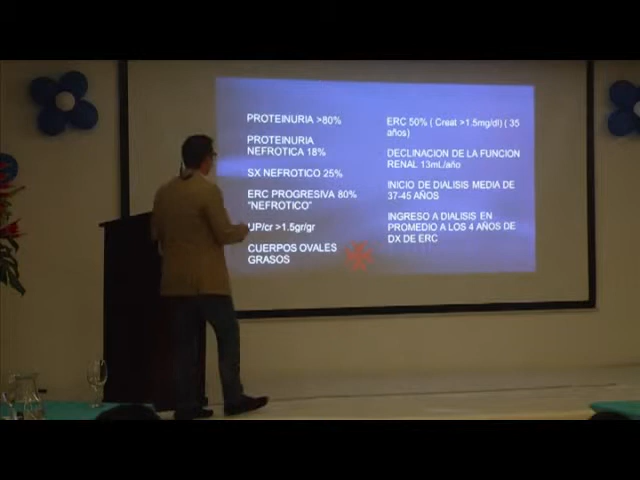 PROTEINURIA >80%
PROTEINURIA
NEFROTICA 18%
SX NEFROTICO 25%
ERC PROGRESIVA 80%
"NEFROTICO"
UP/cr >1.5gr/gr
CUERPOS OVALES
GRASOS
ERC 50% ( Creat >1.5mg/dl) ( 35
años)
DECLINACION DE LA FUNCION
RENAL 13mL/año
INICIO DE DIALISIS MEDIA DE
37-45 AÑOS
INGRESO A DIALISIS EN
PROMEDIO A LOS 4 AÑOS DE
DX DE ERC